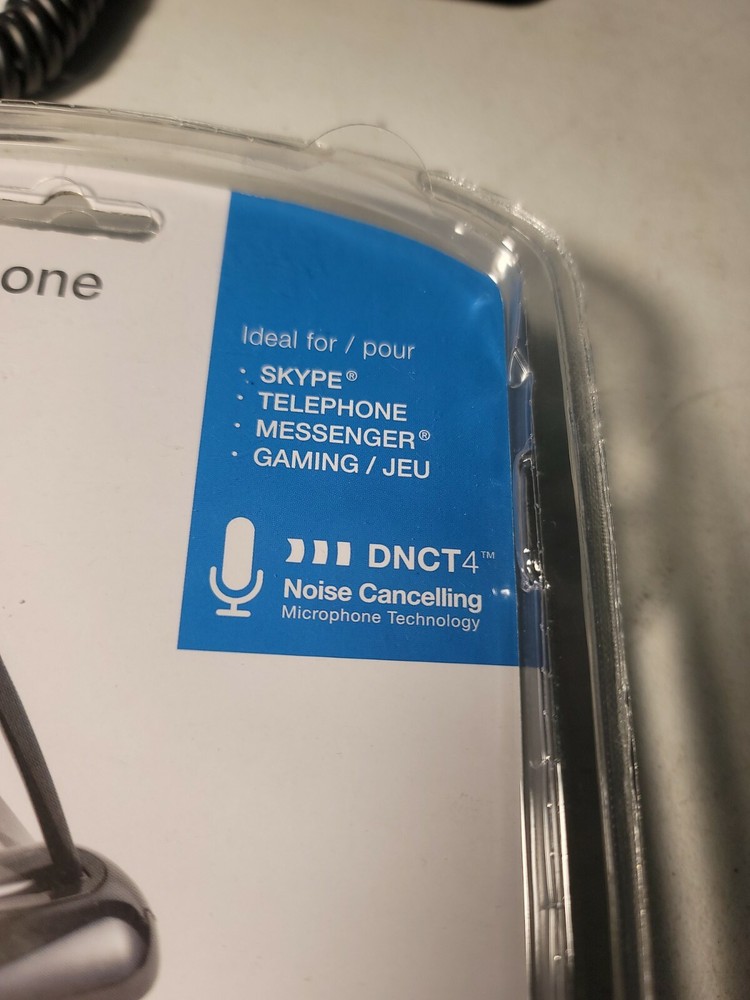 one
Ideal for / pour
· SKYPE®
· TELEPHONE
· MESSENGER®
· GAMING / JEU
DNCT4™
Noise Cancelling
Microphone Technology